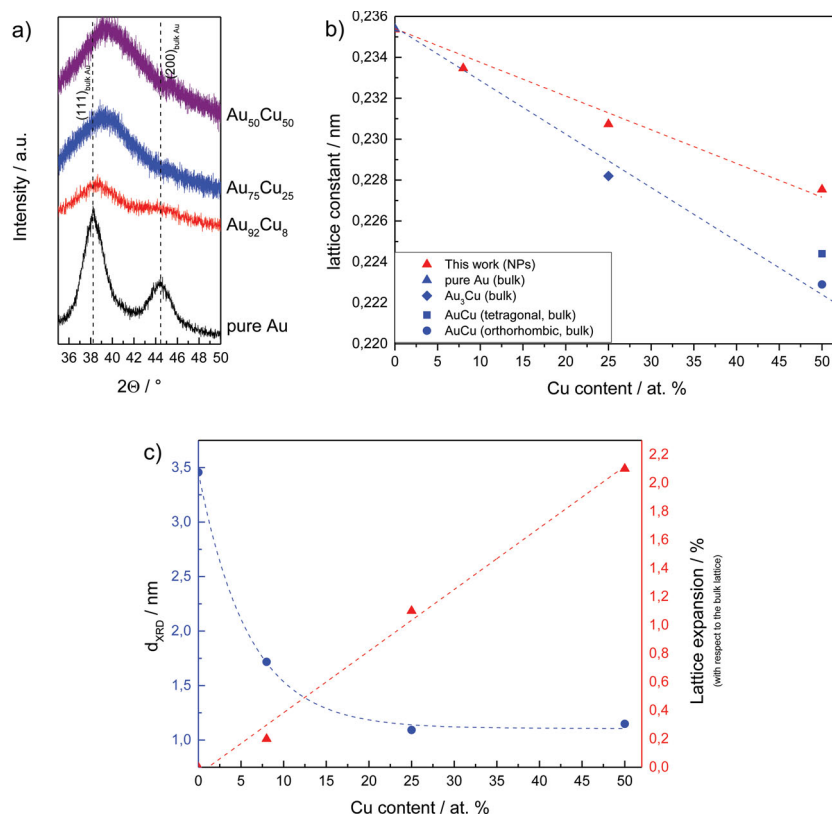 a)
Intensity / a.u.
(111)bulk Au
(200)bulk Au
Au50Cu50
Au75Cu25
Au92Cu8
pure Au
36 38 40 42 44 46 48 50
2Θ / °
b)
lattice constant / nm
0,236
0,234
0,232
0,230
0,228
0,226
0,224
0,222
0,220
This work (NPs)
pure Au (bulk)
Au3Cu (bulk)
AuCu (tetragonal, bulk)
AuCu (orthorhombic, bulk)
0 5 10 15 20 25 30 35 40 45 50
Cu content / at. %
c)
dXRD / nm
3,5
3,0
2,5
1,75
1,5
1,25
1,0
2,2
2,0
1,8
1,6
1,4
1,2
1,0
0,8
0,6
0,4
0,2
0,0
Lattice expansion / %
(with respect to the bulk lattice)
0 5 10 15 20 25 30 35 40 45 50
Cu content / at. %